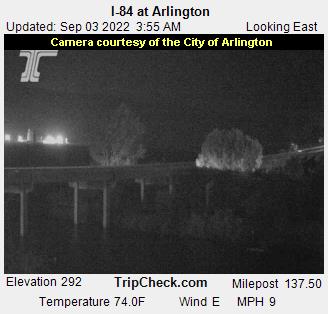 I-84 at Arlington
Updated: Sep 03 2022 3:55 AM Looking East
Camera courtesy of the City of Arlington
Elevation 292 TripCheck.com Milepost 137.50
Temperature 74.0F Wind E MPH 9